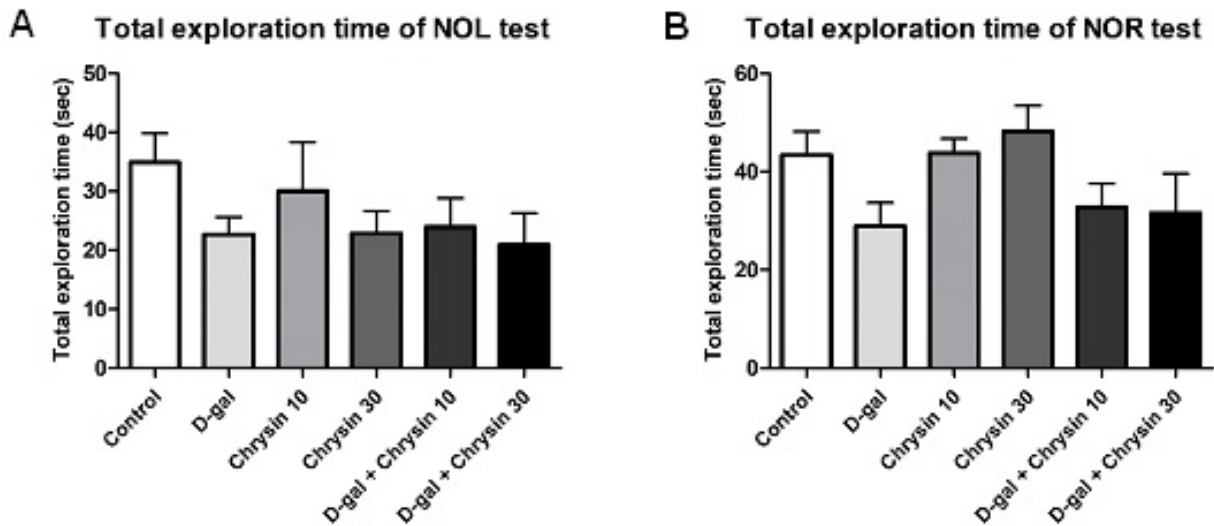 A
Total exploration time of NOL test
Total exploration time (sec)
50
40
30
20
10
0
Control
D-gal
Chrysin 10
Chrysin 30
D-gal + Chrysin 10
D-gal + Chrysin 30
B
Total exploration time of NOR test
Total exploration time (sec)
60
40
20
0
Control
D-gal
Chrysin 10
Chrysin 30
D-gal + Chrysin 10
D-gal + Chrysin 30